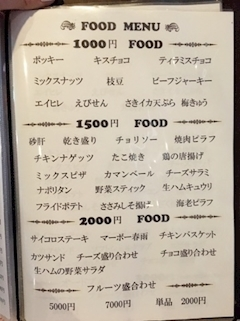 FOOD MENU
1000円 FOOD
ポッキー キスチョコ ティラミスチョコ
ミックスナッツ 枝豆 ビーフジャーキー
エイヒレ えびせん さきイカ天ぷら 梅きゅう
1500円 FOOD
砂肝 乾き盛り チョリソー 焼肉ピラフ
チキンナゲッツ たこ焼き 鶏の唐揚げ
ミックスピザ カマンベール チーズサラミ
ナポリタン 野菜スティック 生ハムキュウリ
フライドポテト ささみしそ揚げ 海老ピラフ
2000円 FOOD
サイコロステーキ マーボー春雨 チキンバスケット
カツサンド チーズ盛り合わせ チョコ盛り合わせ
生ハムの野菜サラダ
フルーツ盛合わせ
5000円 7000円 単品 2000円